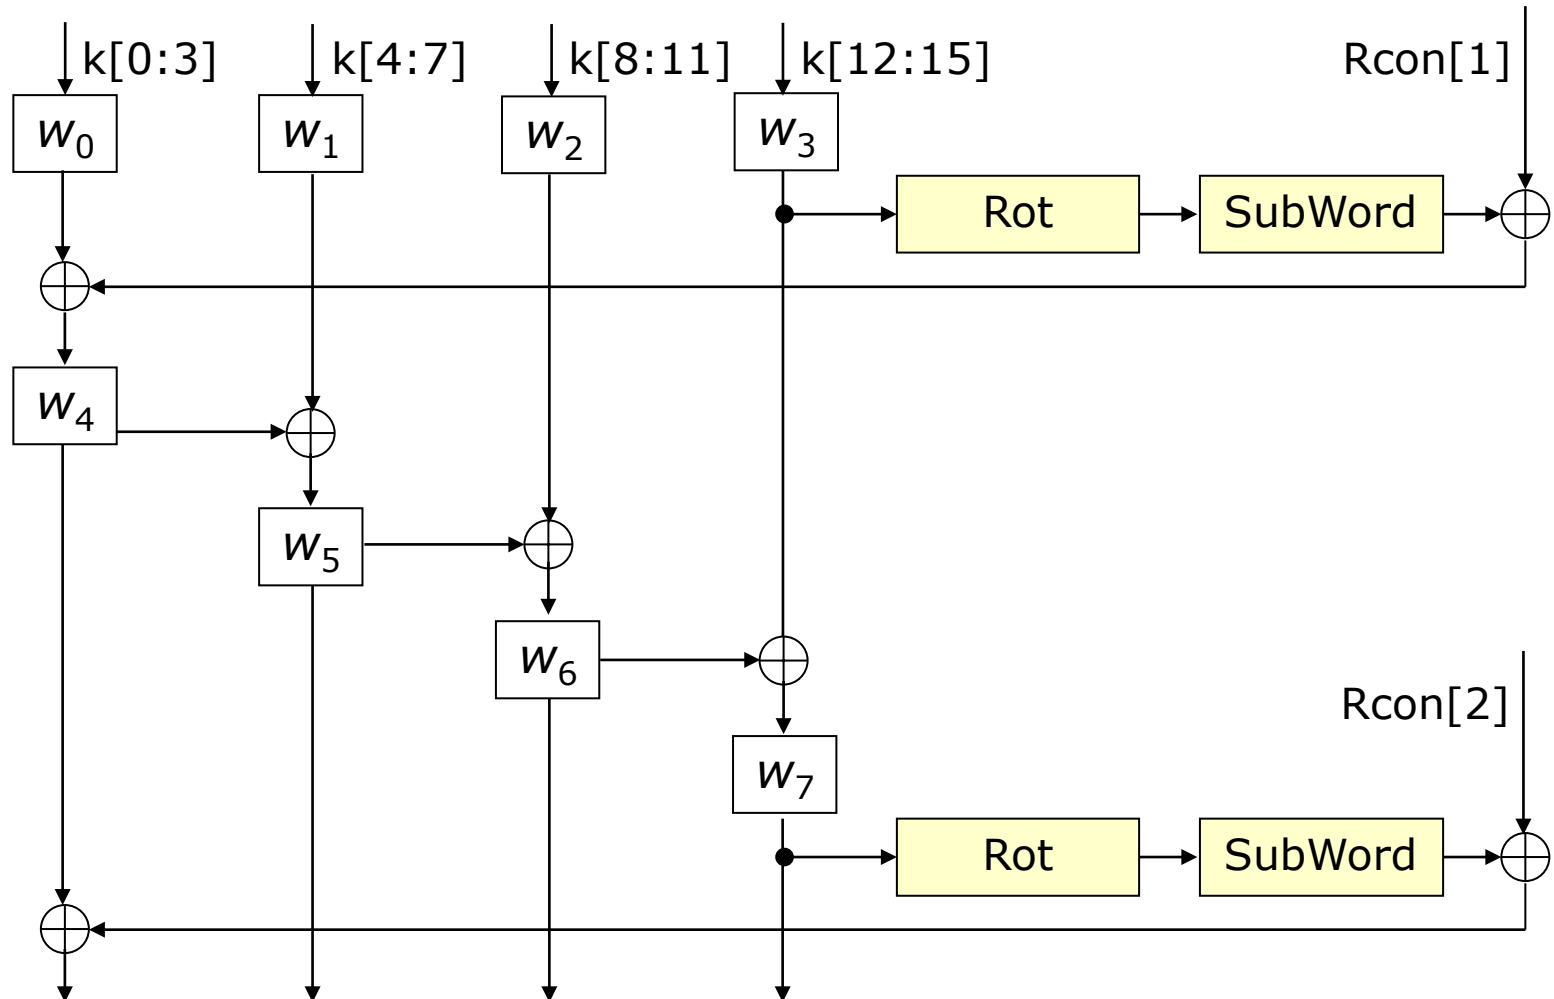 k[0:3] k[4:7] k[8:11] k[12:15] Rcon[1]
w₀ w₁ w₂ w₃
Rot SubWord
w₄
w₅
w₆
Rcon[2]
w₇
Rot SubWord